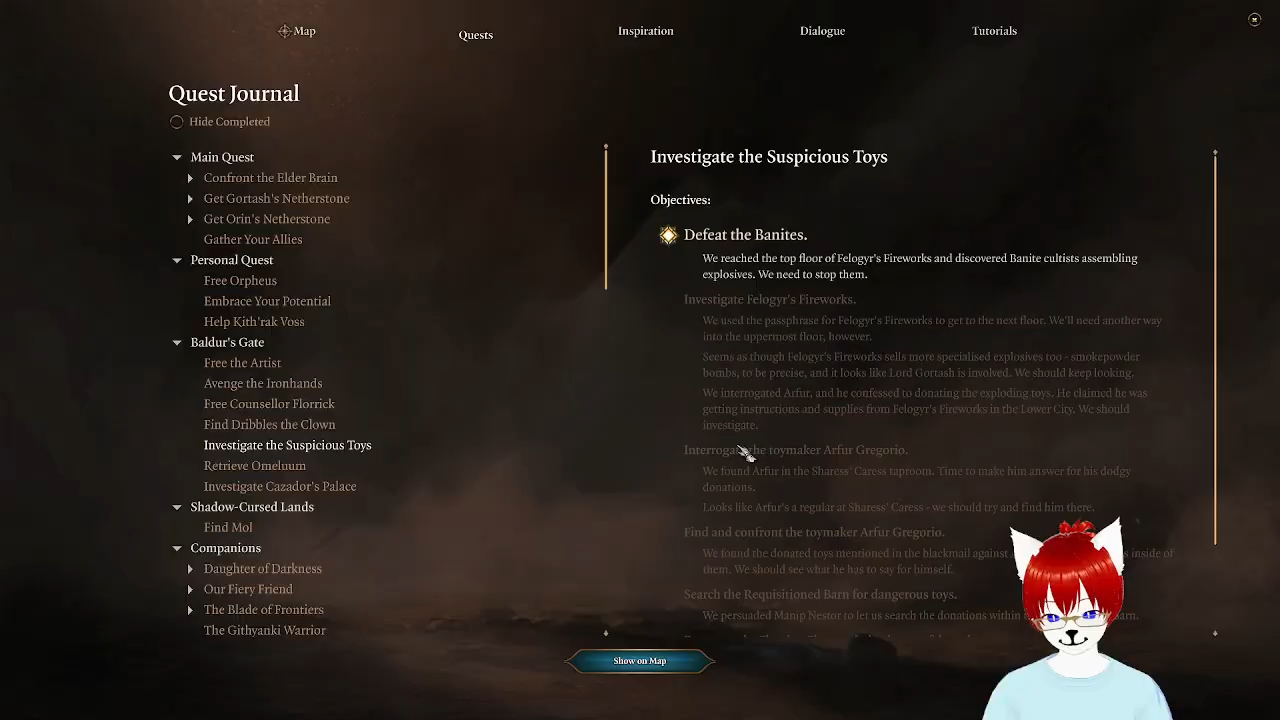 Map
Quests
Inspiration
Dialogue
Tutorials
Quest Journal
Hide Completed
Main Quest
Confront the Elder Brain
Get Gortash's Netherstone
Get Orin's Netherstone
Gather Your Allies
Personal Quest
Free Orpheus
Embrace Your Potential
Help Kith'rak Voss
Baldur's Gate
Free the Artist
Avenge the Ironhands
Free Counsellor Florrick
Find Dribbles the Clown
Investigate the Suspicious Toys
Retrieve Omeluum
Investigate Cazador's Palace
Shadow-Cursed Lands
Find Mol
Companions
Daughter of Darkness
Our Fiery Friend
The Blade of Frontiers
The Githyanki Warrior
Investigate the Suspicious Toys
Objectives:
Defeat the Banites.
We reached the top floor of Felogyr's Fireworks and discovered Banite cultists assembling
explosives. We need to stop them.
Investigate Felogyr's Fireworks.
We used the passphrase for Felogyr's Fireworks to get to the next floor. We'll need another way
into the uppermost floor, however.
Seems as though Felogyr's Fireworks sells more specialised explosives too - smokepowder
bombs, to be precise, and it looks like Lord Gortash is involved. We should keep looking.
We interrogated Arfur, and he confessed to donating the exploding toys. He claimed he was
getting instructions and supplies from Felogyr's Fireworks in the Lower City. We should
investigate.
Interrogate the toymaker Arfur Gregorio.
We found Arfur in the Sharess' Caress taproom. Time to make him answer for his dodgy
donations.
Looks like Arfur's a regular at Sharess' Caress - we should try and find him there.
Find and confront the toymaker Arfur Gregorio.
We found the donated toys mentioned in the blackmail against inside of
them. We should see what he has to say for himself.
Search the Requisitioned Barn for dangerous toys.
We persuaded Manip Nestor to let us search the donations within arn.
Show on Map